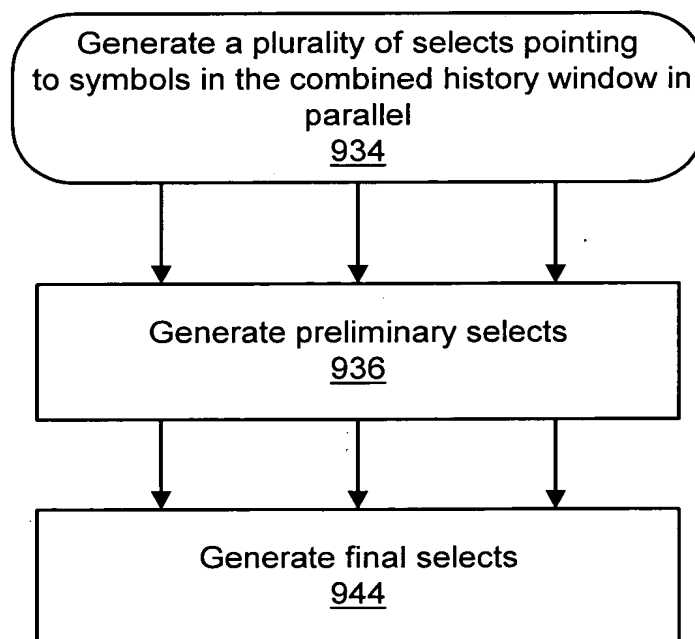 Generate a plurality of selects pointing
to symbols in the combined history window in
parallel
934
Generate preliminary selects
936
Generate final selects
944